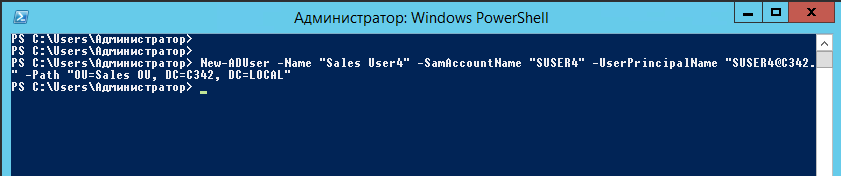 Администратор: Windows PowerShell
PS C:\Users\Администратор>
PS C:\Users\Администратор>
PS C:\Users\Администратор> New-ADUser -Name "Sales User4" -SamAccountName "SUSER4" -UserPrincipalName "SUSER4@C342.
" -Path "OU=Sales OU, DC=C342, DC=LOCAL"
PS C:\Users\Администратор> _